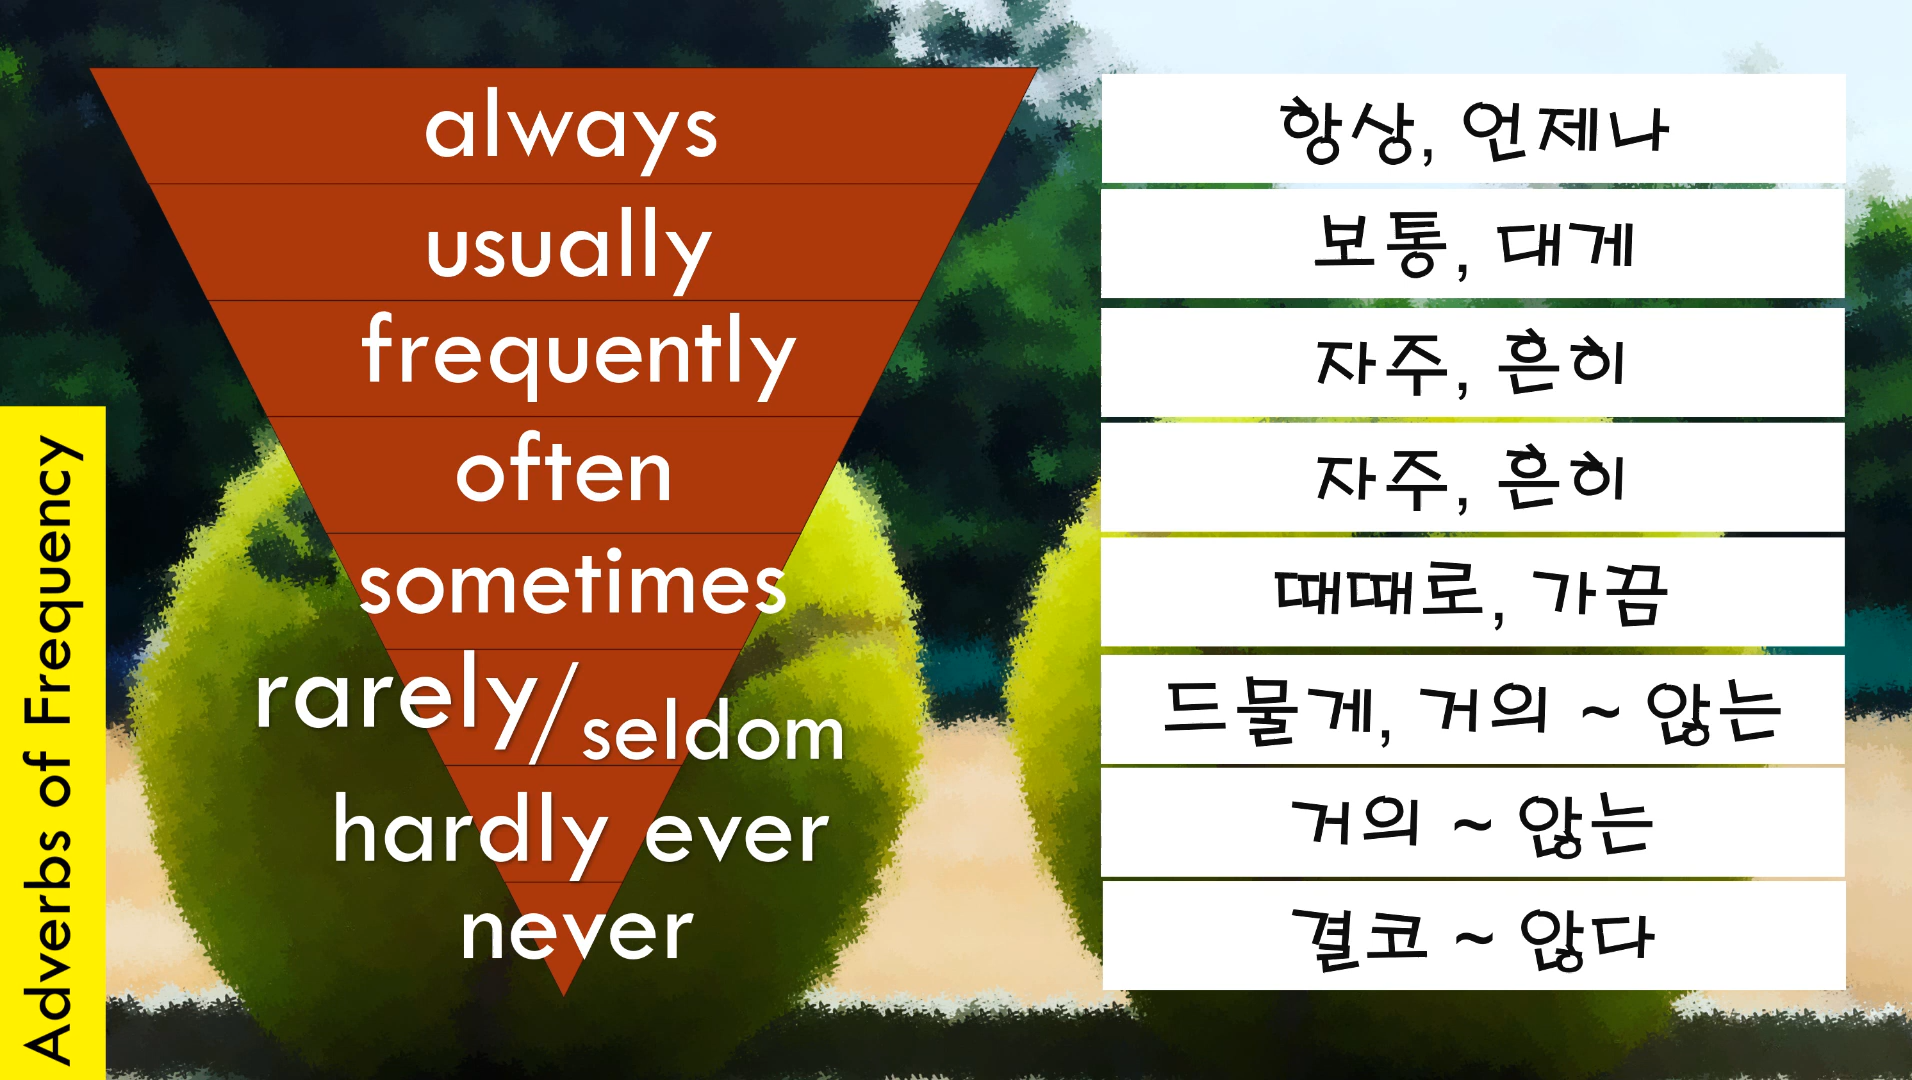 Adverbs of Frequency
always
항상, 언제나
usually
보통, 대게
frequently
자주, 흔히
often
자주, 흔히
sometimes
때때로, 가끔
rarely/seldom
드물게, 거의 ~ 않는
hardly ever
거의 ~ 않는
never
결코 ~ 않다